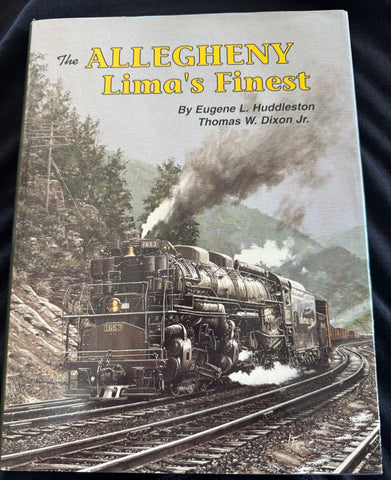 The ALLEGHENY
Lima's Finest
By Eugene L. Huddleston
Thomas W. Dixon Jr.
1653
1653